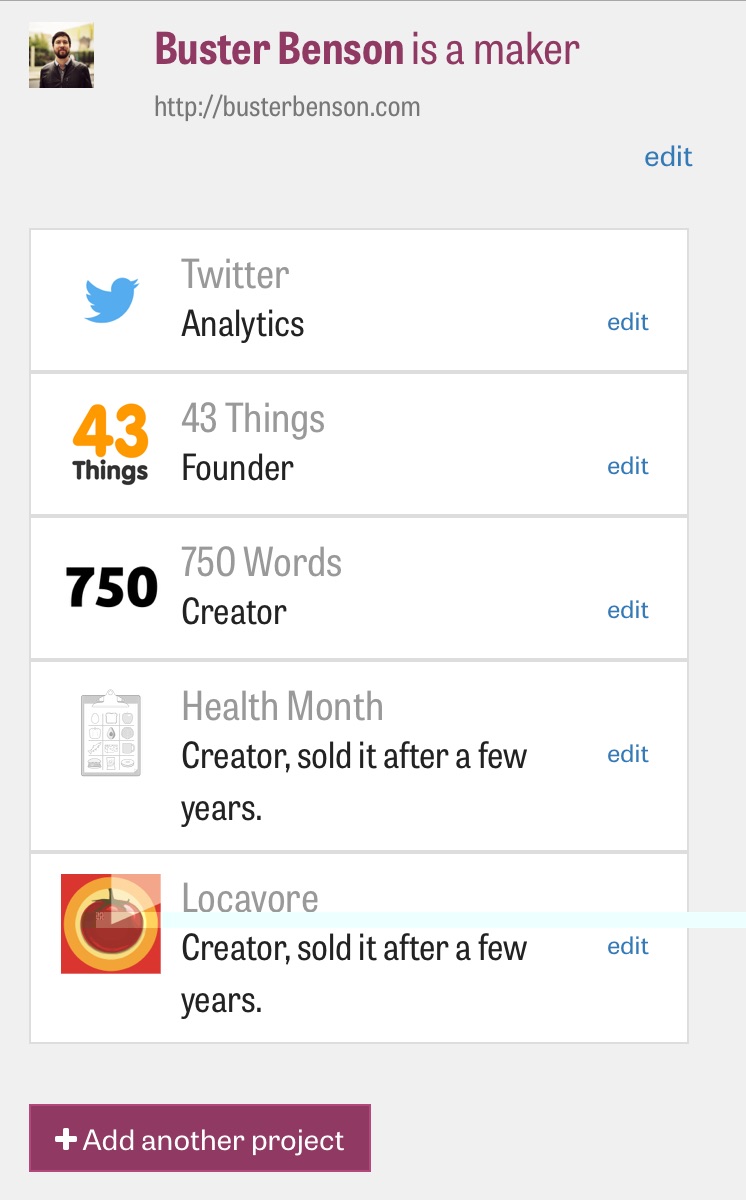 Buster Benson is a maker
http://busterbenson.com
edit
Twitter
Analytics
edit
43
Things
43 Things
Founder
edit
750
750 Words
Creator
edit
Health Month
Creator, sold it after a few
years.
edit
Locavore
Creator, sold it after a few
years.
edit
+ Add another project